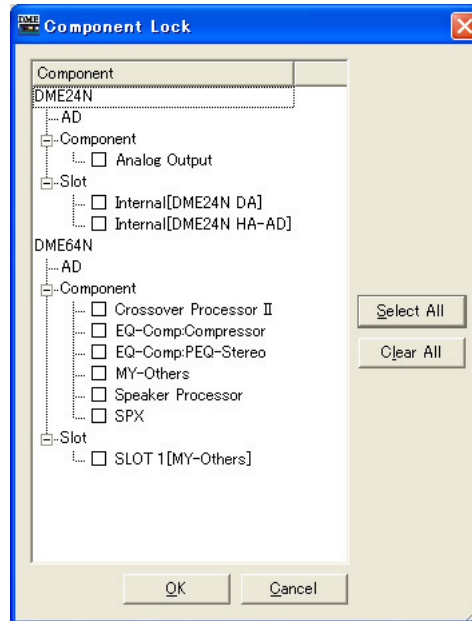 DME Component Lock
Component
DME24N
AD
Component
Analog Output
Slot
Internal[DME24N DA]
Internal[DME24N HA-AD]
DME64N
AD
Component
Crossover Processor II
Select All
EQ-Comp:Compressor
EQ-Comp:PEQ-Stereo
Clear All
MY-Others
Speaker Processor
SPX
Slot
SLOT 1[MY-Others]
OK Cancel